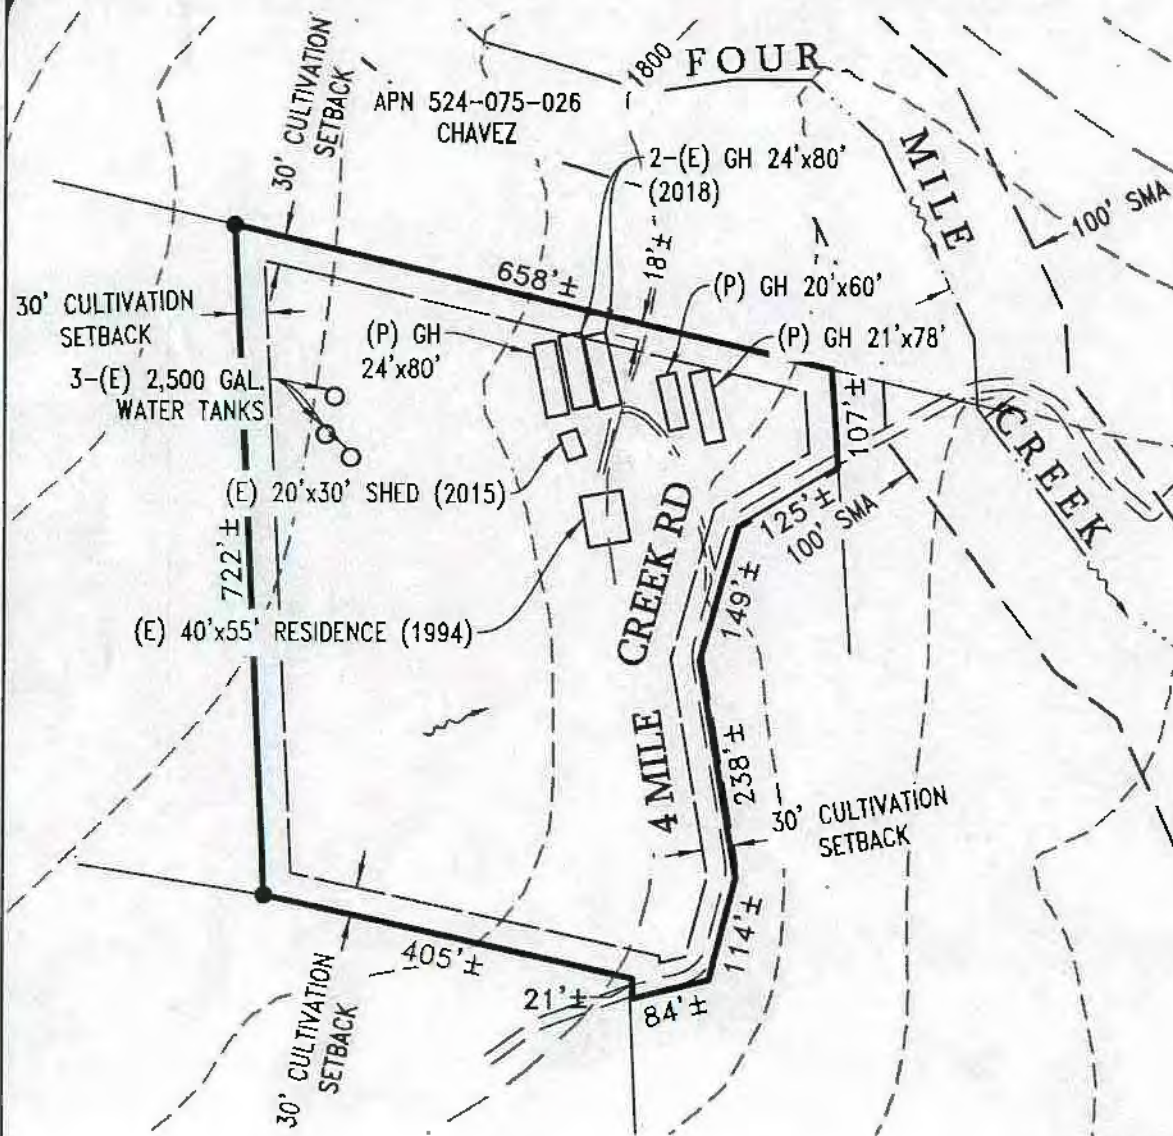 FOUR
1800
30' CULTIVATION
SETBACK
APN 524-075-026
CHAVEZ
2-(E) GH 24'x80'
(2018)
MILE
100' SMA
658'±
18'±
(P) GH 20'x60'
30' CULTIVATION
SETBACK
(P) GH
24'x80'
(P) GH 21'x78'
3-(E) 2,500 GAL.
WATER TANKS
107'±
CREEK
(E) 20'x30' SHED (2015)
125'±
100' SMA
722'±
149'±
(E) 40'x55' RESIDENCE (1994)
4 MILE CREEK RD
238'±
30' CULTIVATION
SETBACK
114'±
405'±
21'±
84'±
30' CULTIVATION
SETBACK